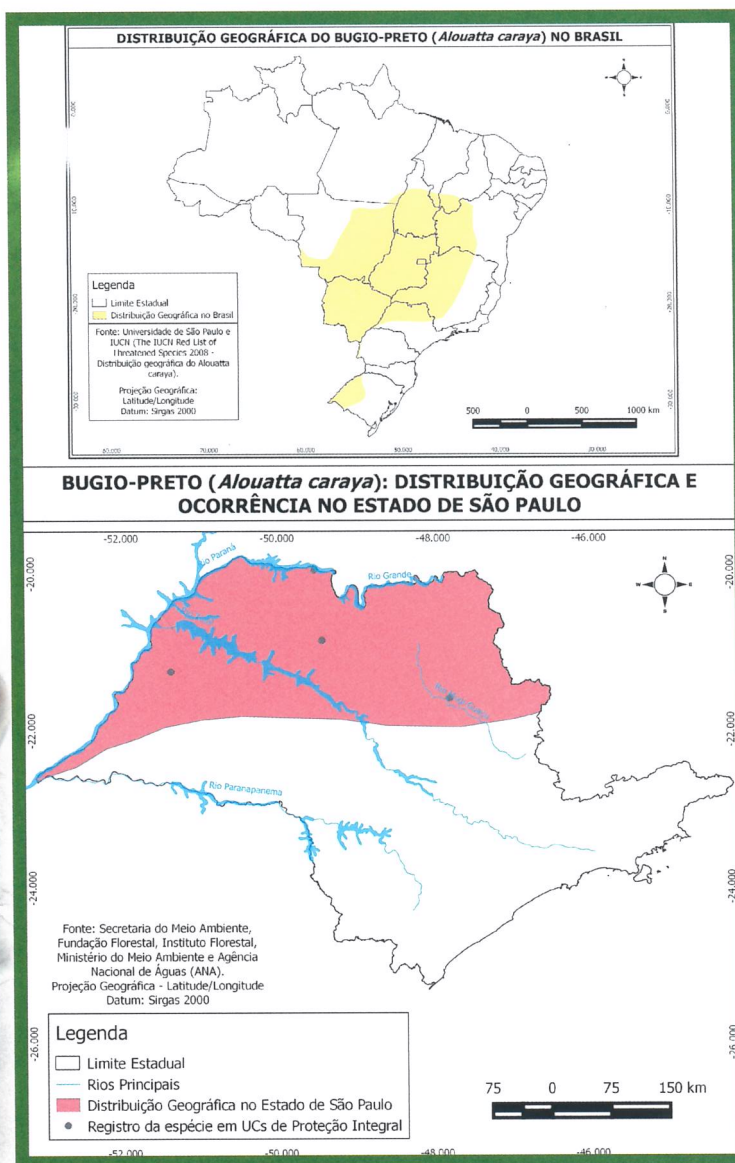 DISTRIBUIÇÃO GEOGRÁFICA DO BUGIO-PRETO (Alouatta caraya) NO BRASIL
Legenda
Limite Estadual
Distribuição Geográfica no Brasil
Fonte: Universidade de São Paulo e
IUCN (The IUCN Red List of
Threatened Species 2008 -
Distribuição geográfica do Alouatta
caraya).
Projeção Geográfica:
Latitude/Longitude
Datum: Sirgas 2000
500 0 500 1000 km
BUGIO-PRETO (Alouatta caraya): DISTRIBUIÇÃO GEOGRÁFICA E
OCORRÊNCIA NO ESTADO DE SÃO PAULO
-52.000 -50.000 -48.000 -46.000
-20.000 -20.000
Paraná
Rio Grande
N
W E
S
-22.000 -22.000
Rio Paranapanema
-24.000 -24.000
Fonte: Secretaria do Meio Ambiente,
Fundação Florestal, Instituto Florestal,
Ministério do Meio Ambiente e Agência
Nacional de Águas (ANA).
Projeção Geográfica - Latitude/Longitude
Datum: Sirgas 2000
-26.000 -26.000
Legenda
Limite Estadual
Rios Principais
Distribuição Geográfica no Estado de São Paulo
Registro da espécie em UCs de Proteção Integral
75 0 75 150 km
-52.000 -50.000 -48.000 -46.000